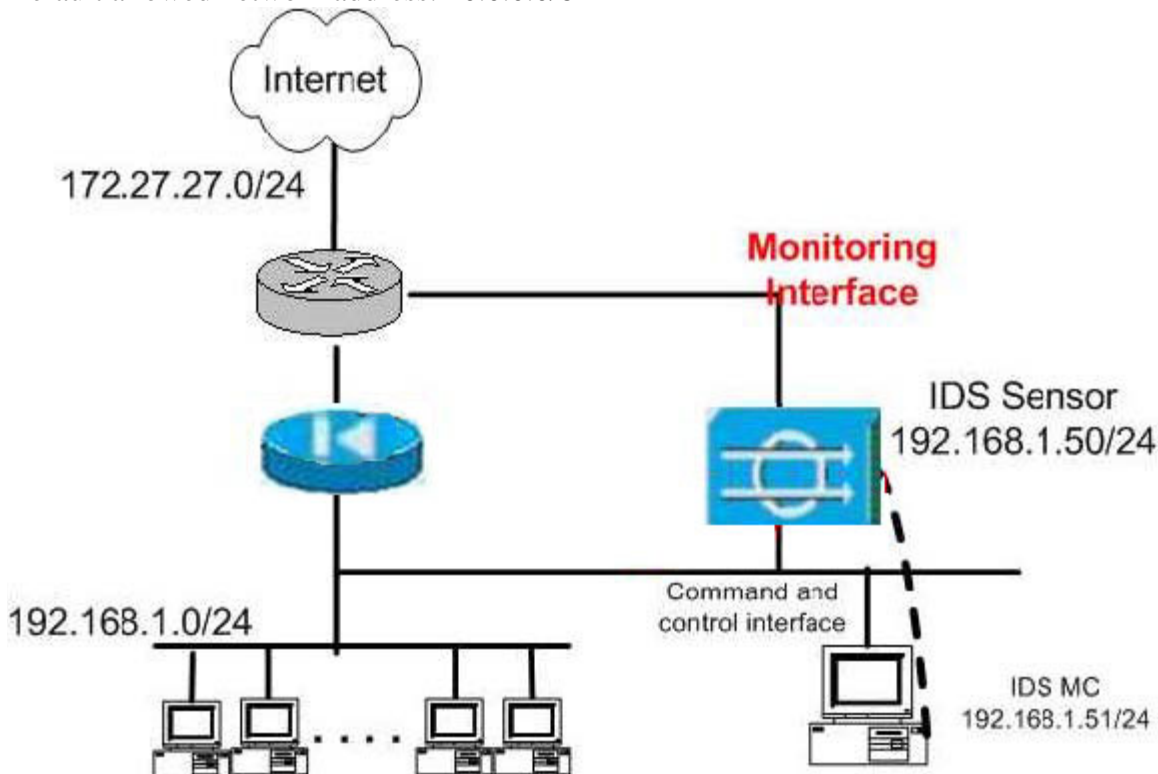 Internet
172.27.27.0/24
Monitoring
Interface
IDS Sensor
192.168.1.50/24
Command and
control interface
192.168.1.0/24
IDS MC
192.168.1.51/24